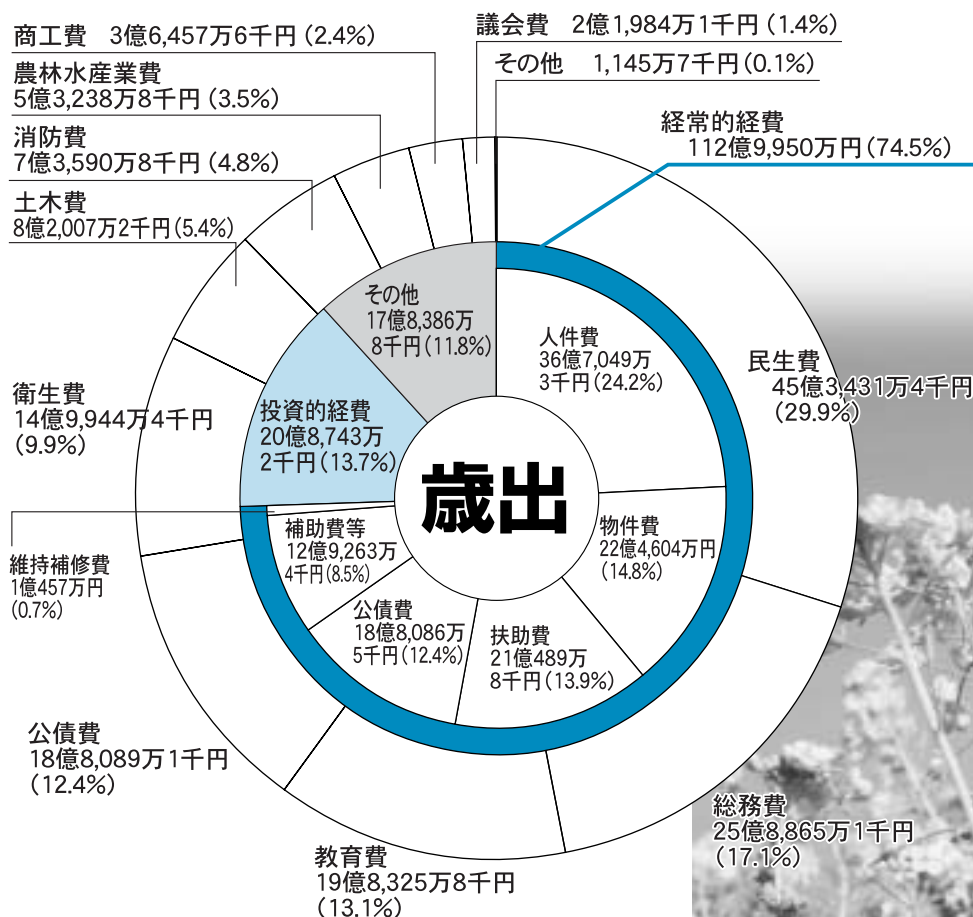 商工費　3億6,457万6千円(2.4%)
議会費　2億1,984万1千円(1.4%)
その他　1,145万7千円(0.1%)
農林水産業費
5億3,238万8千円(3.5%)
経常的経費
112億9,950万円(74.5%)
消防費
7億3,590万8千円(4.8%)
土木費
8億2,007万2千円(5.4%)
その他
17億8,386万
8千円(11.8%)
人件費
36億7,049万
3千円(24.2%)
民生費
45億3,431万4千円
(29.9%)
衛生費
14億9,944万4千円
(9.9%)
投資的経費
20億8,743万
2千円(13.7%)
歳出
物件費
22億4,604万円
(14.8%)
補助費等
12億9,263万
4千円(8.5%)
維持補修費
1億457万円
(0.7%)
公債費
18億8,086万
5千円(12.4%)
扶助費
21億489万
8千円(13.9%)
公債費
18億8,089万1千円
(12.4%)
総務費
25億8,865万1千円
(17.1%)
教育費
19億8,325万8千円
(13.1%)